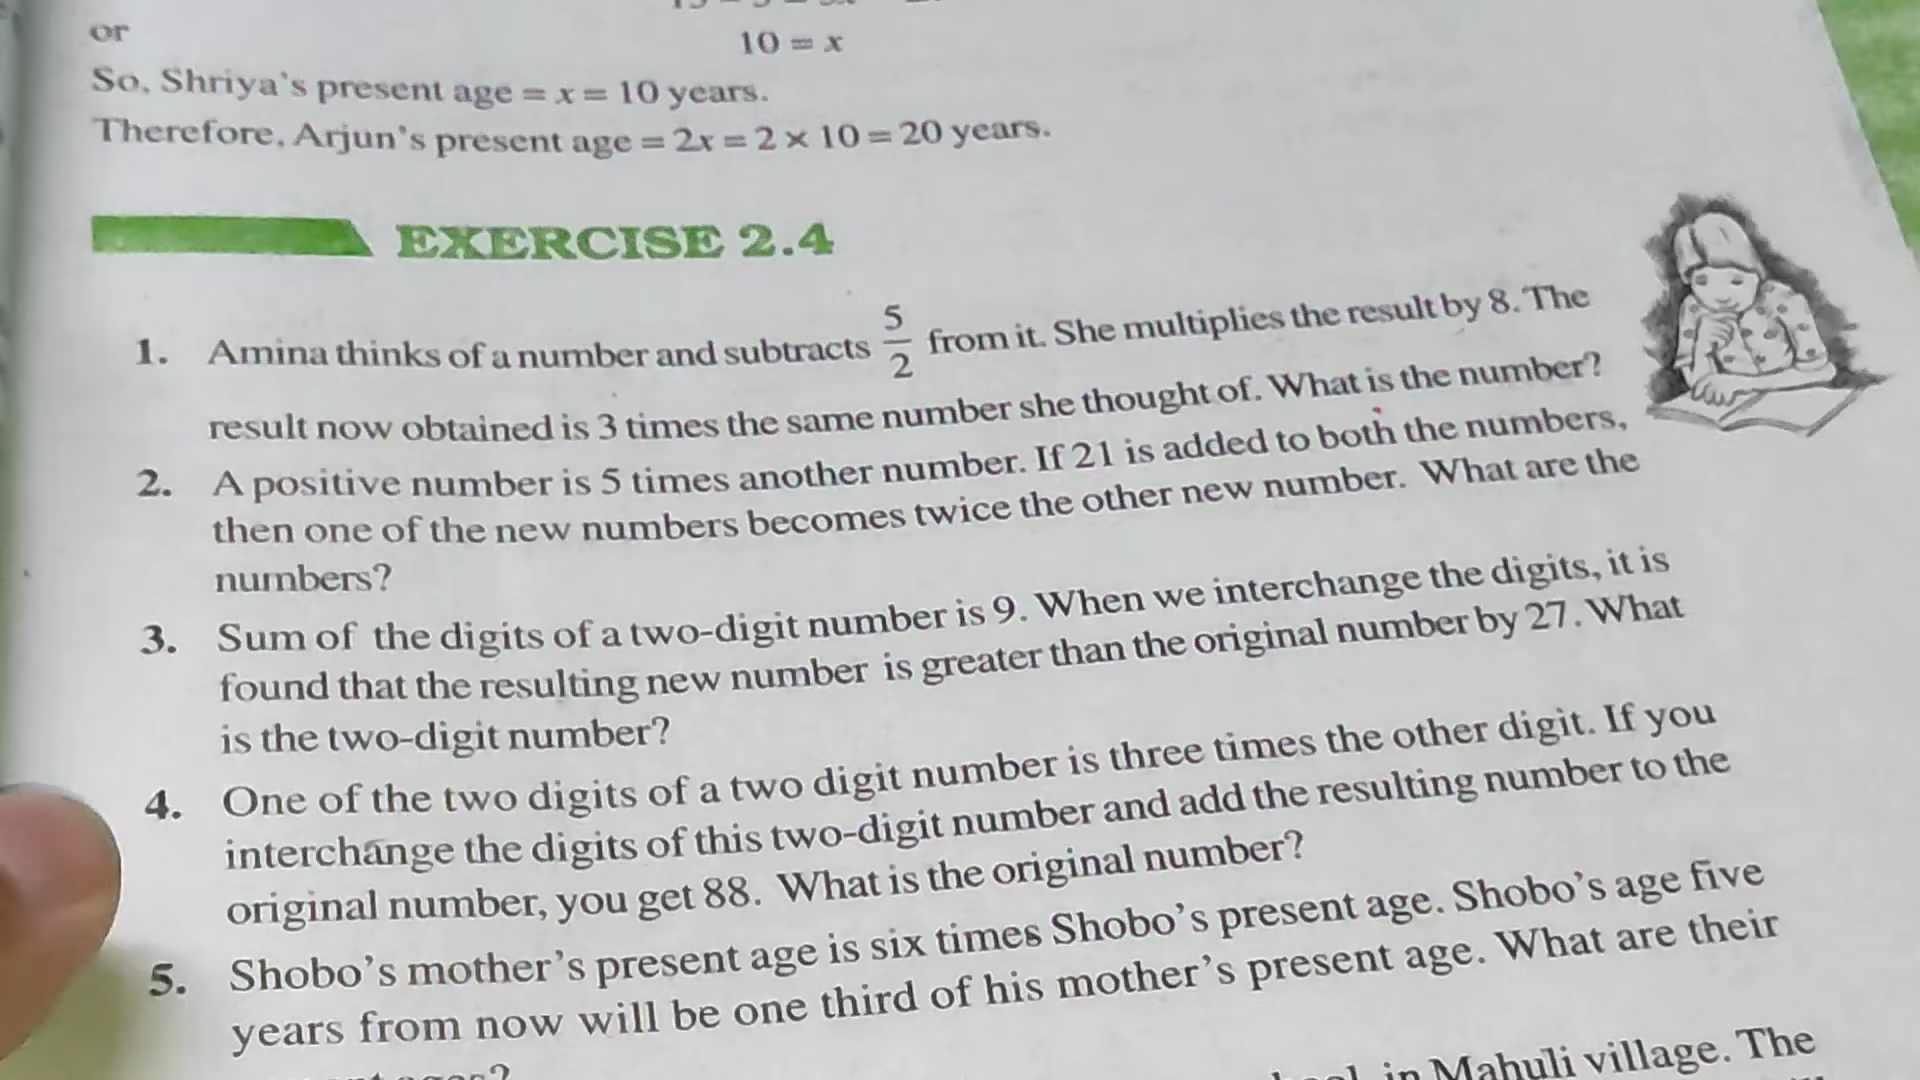 or
10 = x
So, Shriya's present age = x = 10 years.
Therefore, Arjun's present age = 2x = 2 × 10 = 20 years.
EXERCISE 2.4
1. Amina thinks of a number and subtracts 5/2 from it. She multiplies the result by 8. The
result now obtained is 3 times the same number she thought of. What is the number?
2. A positive number is 5 times another number. If 21 is added to both the numbers,
then one of the new numbers becomes twice the other new number. What are the
numbers?
3. Sum of the digits of a two-digit number is 9. When we interchange the digits, it is
found that the resulting new number is greater than the original number by 27. What
is the two-digit number?
4. One of the two digits of a two digit number is three times the other digit. If you
interchange the digits of this two-digit number and add the resulting number to the
original number, you get 88. What is the original number?
5. Shobo's mother's present age is six times Shobo's present age. Shobo's age five
years from now will be one third of his mother's present age. What are their
in Mahuli village. The